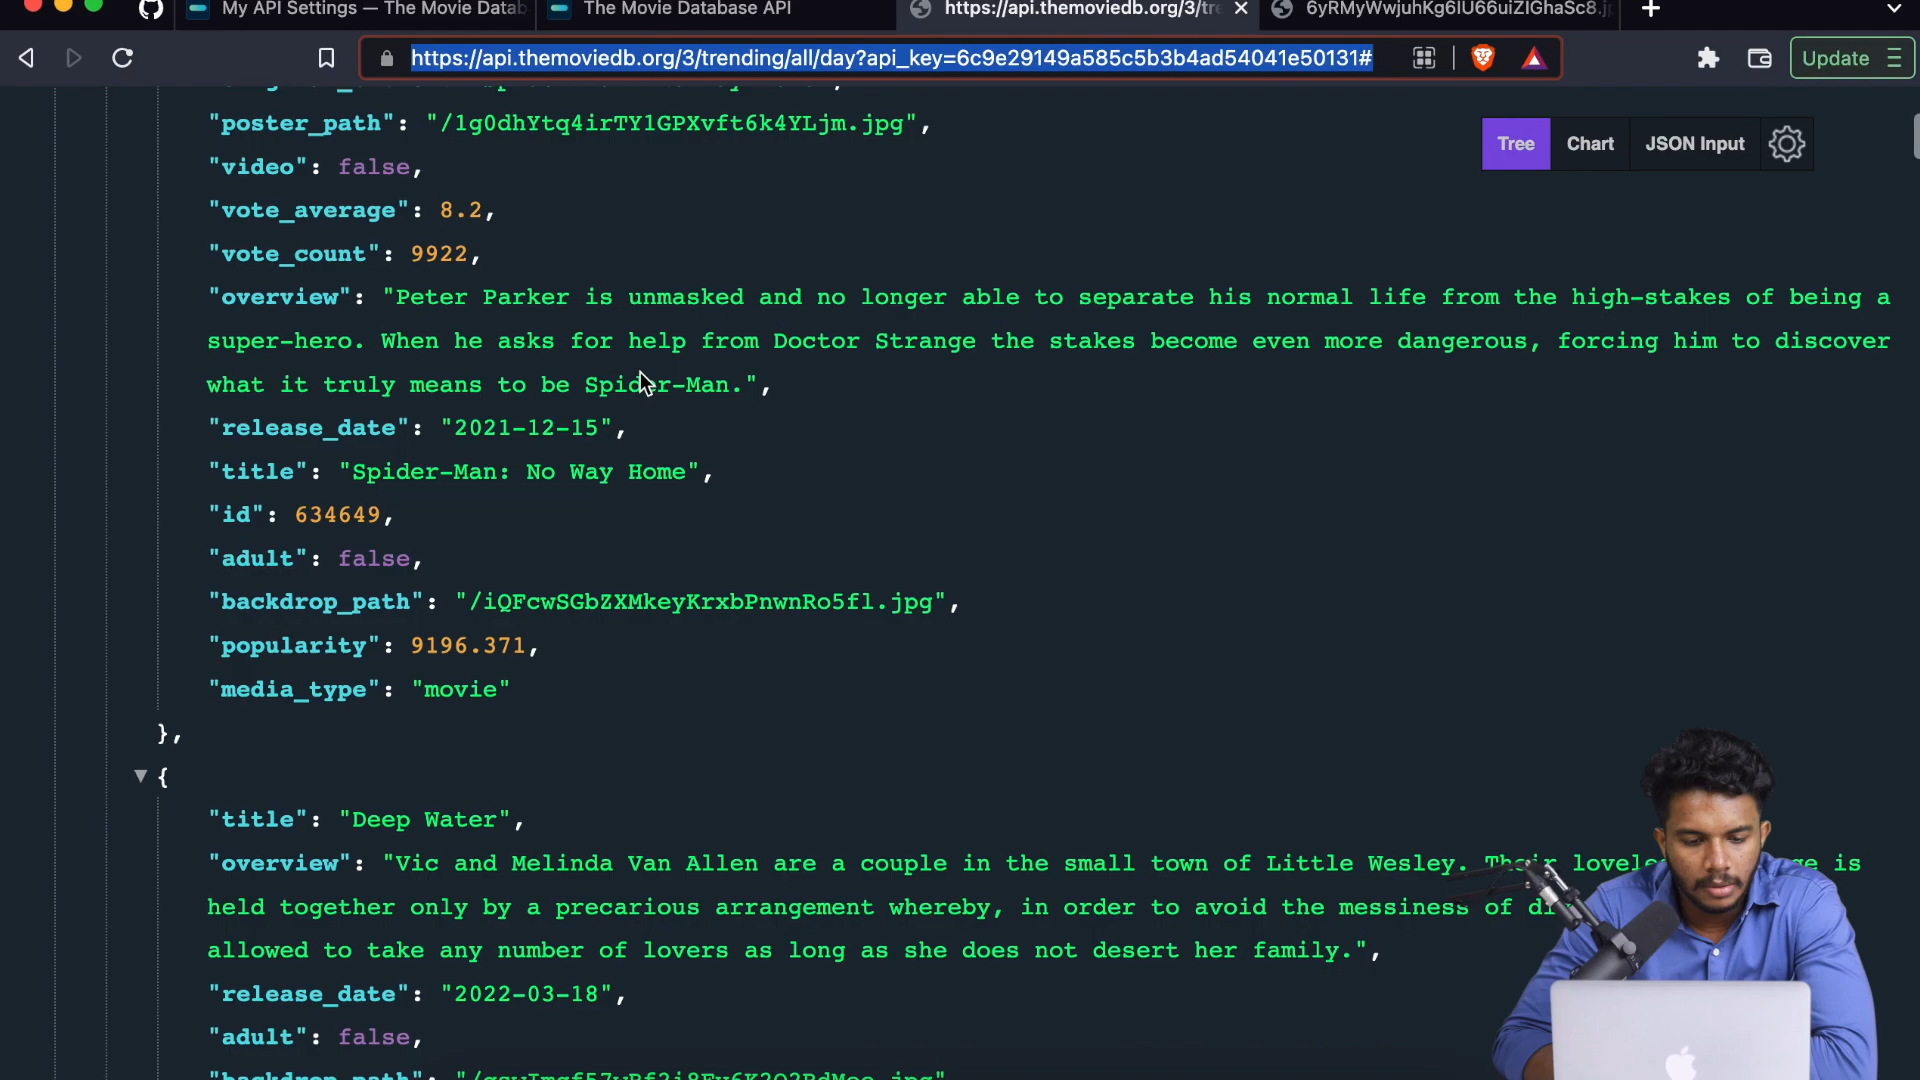 My API Settings — The Movie Datab
The Movie Database API
https://api.themoviedb.org/3/tre
6yRMyWwjuhKg6IU66uiZIGhaSc8.j
https://api.themoviedb.org/3/trending/all/day?api_key=6c9e29149a585c5b3b4ad54041e50131#
Update
Tree
Chart
JSON Input
"poster_path": "/1g0dhYtq4irTY1GPXvft6k4YLjm.jpg",
"video": false,
"vote_average": 8.2,
"vote_count": 9922,
"overview": "Peter Parker is unmasked and no longer able to separate his normal life from the high-stakes of being a
super-hero. When he asks for help from Doctor Strange the stakes become even more dangerous, forcing him to discover
what it truly means to be Spider-Man.",
"release_date": "2021-12-15",
"title": "Spider-Man: No Way Home",
"id": 634649,
"adult": false,
"backdrop_path": "/iQFcwSGbZXMkeyKrxbPnwnRo5fl.jpg",
"popularity": 9196.371,
"media_type": "movie"
},
{
"title": "Deep Water",
"overview": "Vic and Melinda Van Allen are a couple in the small town of Little Wesley. Their is
held together only by a precarious arrangement whereby, in order to avoid the messiness of
allowed to take any number of lovers as long as she does not desert her family.",
"release_date": "2022-03-18",
"adult": false,